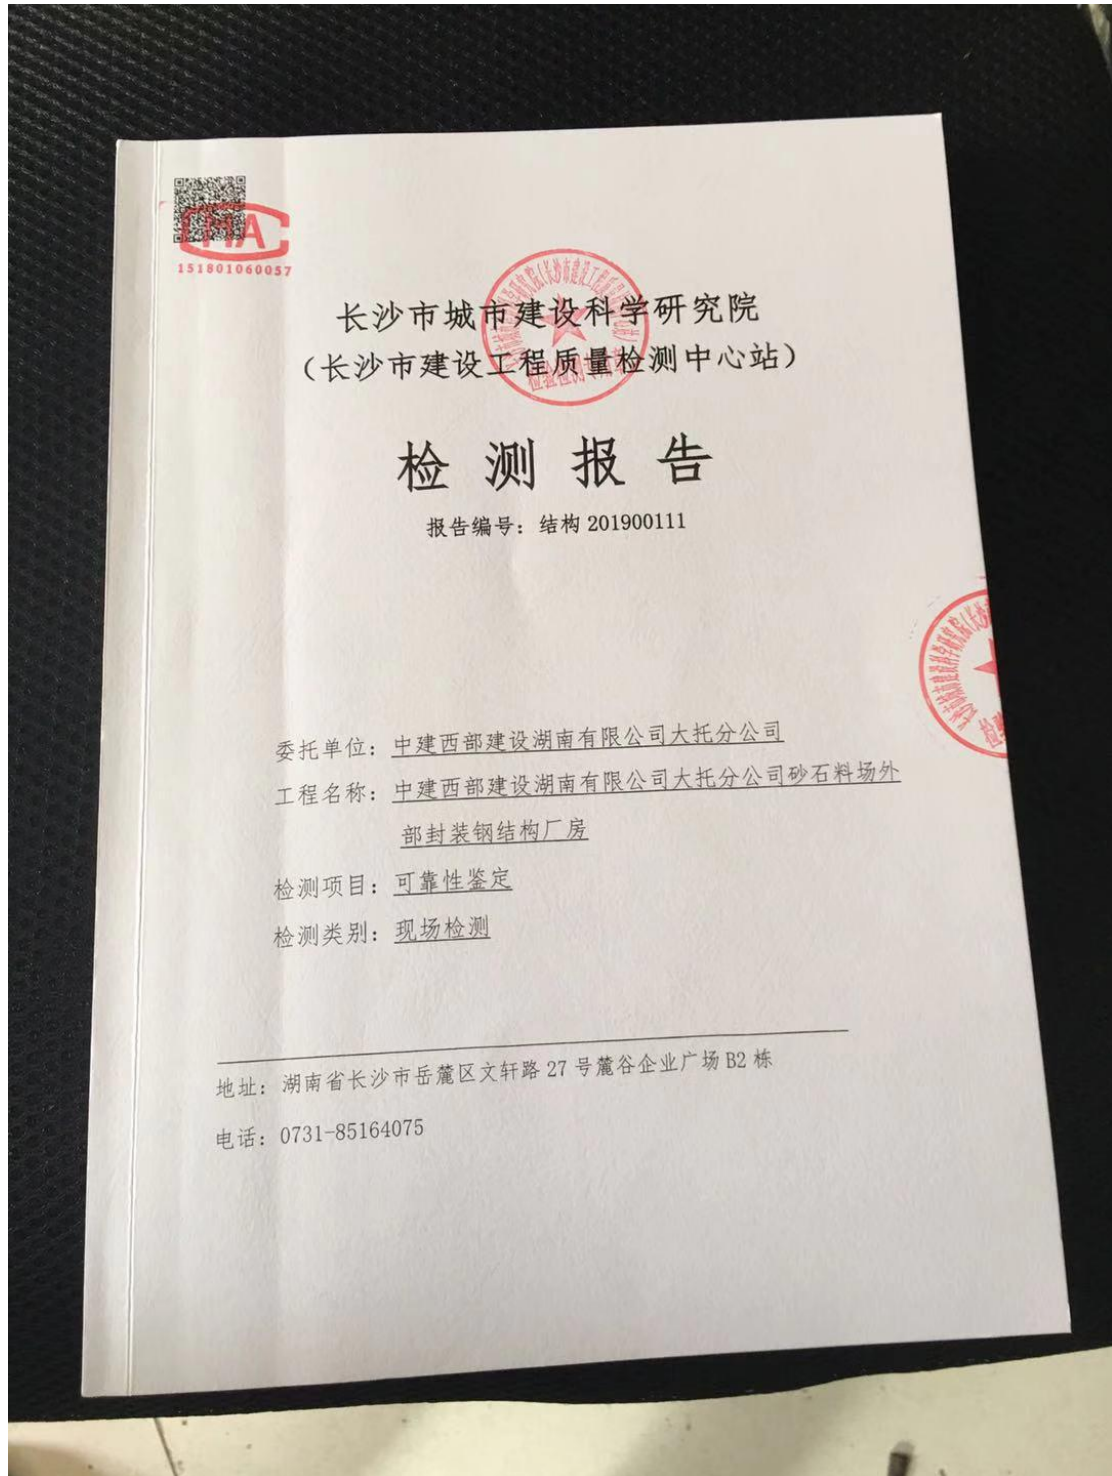 MA
151801060057
长沙市城市建设科学研究院
（长沙市建设工程质量检测中心站）
检测报告
报告编号：结构 201900111
委托单位：中建西部建设湖南有限公司大托分公司
工程名称：中建西部建设湖南有限公司大托分公司砂石料场外
部封装钢结构厂房
检测项目：可靠性鉴定
检测类别：现场检测
地址：湖南省长沙市岳麓区文轩路 27 号麓谷企业广场 B2 栋
电话：0731-85164075